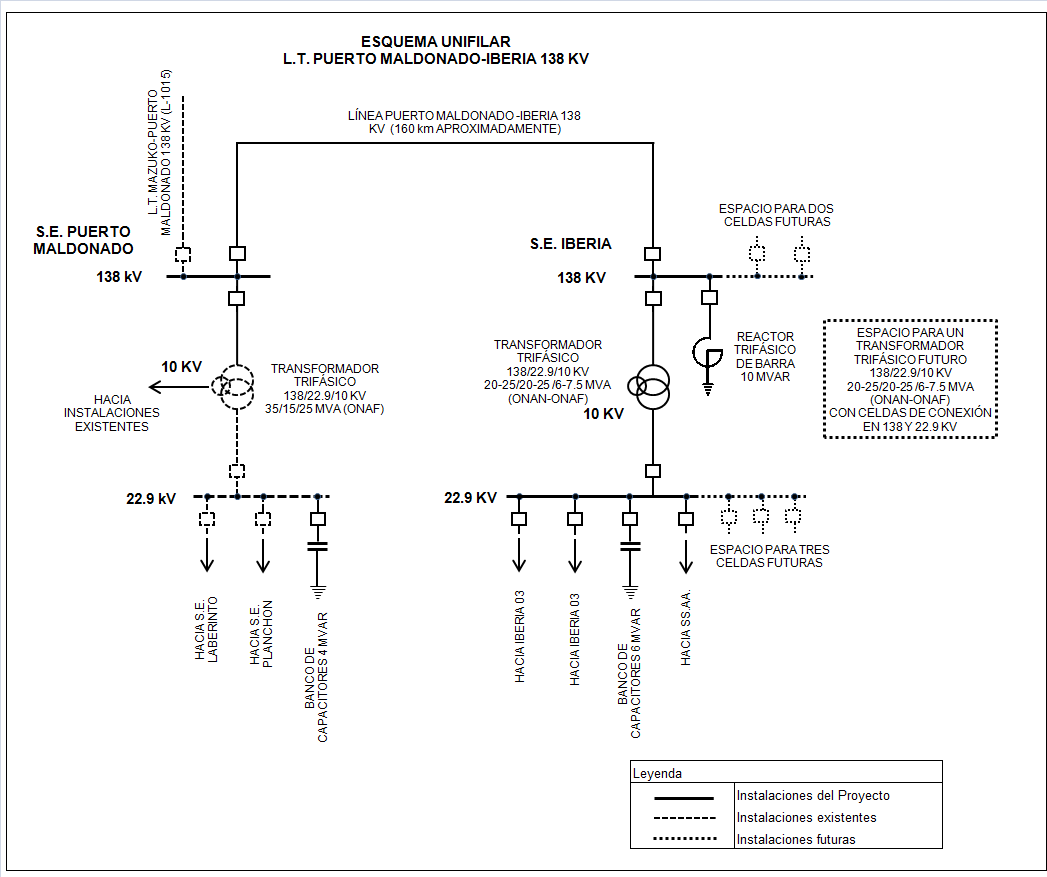 ESQUEMA UNIFILAR
L.T. PUERTO MALDONADO-IBERIA 138 KV
L.T. MAZUKO-PUERTO
MALDONADO 138 KV (L-1015)
LÍNEA PUERTO MALDONADO -IBERIA 138
KV (160 km APROXIMADAMENTE)
S.E. PUERTO
MALDONADO
138 kV
S.E. IBERIA
138 KV
ESPACIO PARA DOS
CELDAS FUTURAS
10 KV
HACIA
INSTALACIONES
EXISTENTES
TRANSFORMADOR
TRIFÁSICO
138/22.9/10 KV
35/15/25 MVA (ONAF)
TRANSFORMADOR
TRIFÁSICO
138/22.9/10 KV
20-25/20-25 /6-7.5 MVA
(ONAN-ONAF)
10 KV
REACTOR
TRIFÁSICO
DE BARRA
10 MVAR
ESPACIO PARA UN
TRANSFORMADOR
TRIFÁSICO FUTURO
138/22.9/10 KV
20-25/20-25 /6-7.5 MVA
(ONAN-ONAF)
CON CELDAS DE CONEXIÓN
EN 138 Y 22.9 KV
22.9 kV
HACIA S.E.
LABERINTO
HACIA S.E.
PLANCHON
BANCO DE
CAPACITORES 4 MVAR
22.9 KV
HACIA IBERIA 03
HACIA IBERIA 03
BANCO DE
CAPACITORES 6 MVAR
HACIA SS.AA.
ESPACIO PARA TRES
CELDAS FUTURAS
Leyenda
Instalaciones del Proyecto
Instalaciones existentes
Instalaciones futuras